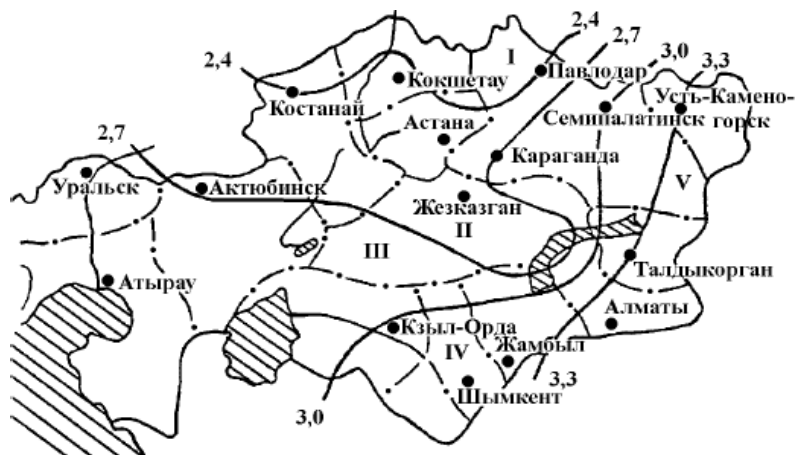 2,4
I
2,4
2,7
3,0
3,3
Кокшетау
Павлодар
Костанай
Усть-Камено-
горск
Астана
Семипалатинск
2,7
Караганда
Уральск
Актюбинск
Жезказган
V
II
III
Атырау
Талдыкорган
Алматы
Кзыл-Орда
IV
Жамбыл
Шымкент
3,3
3,0